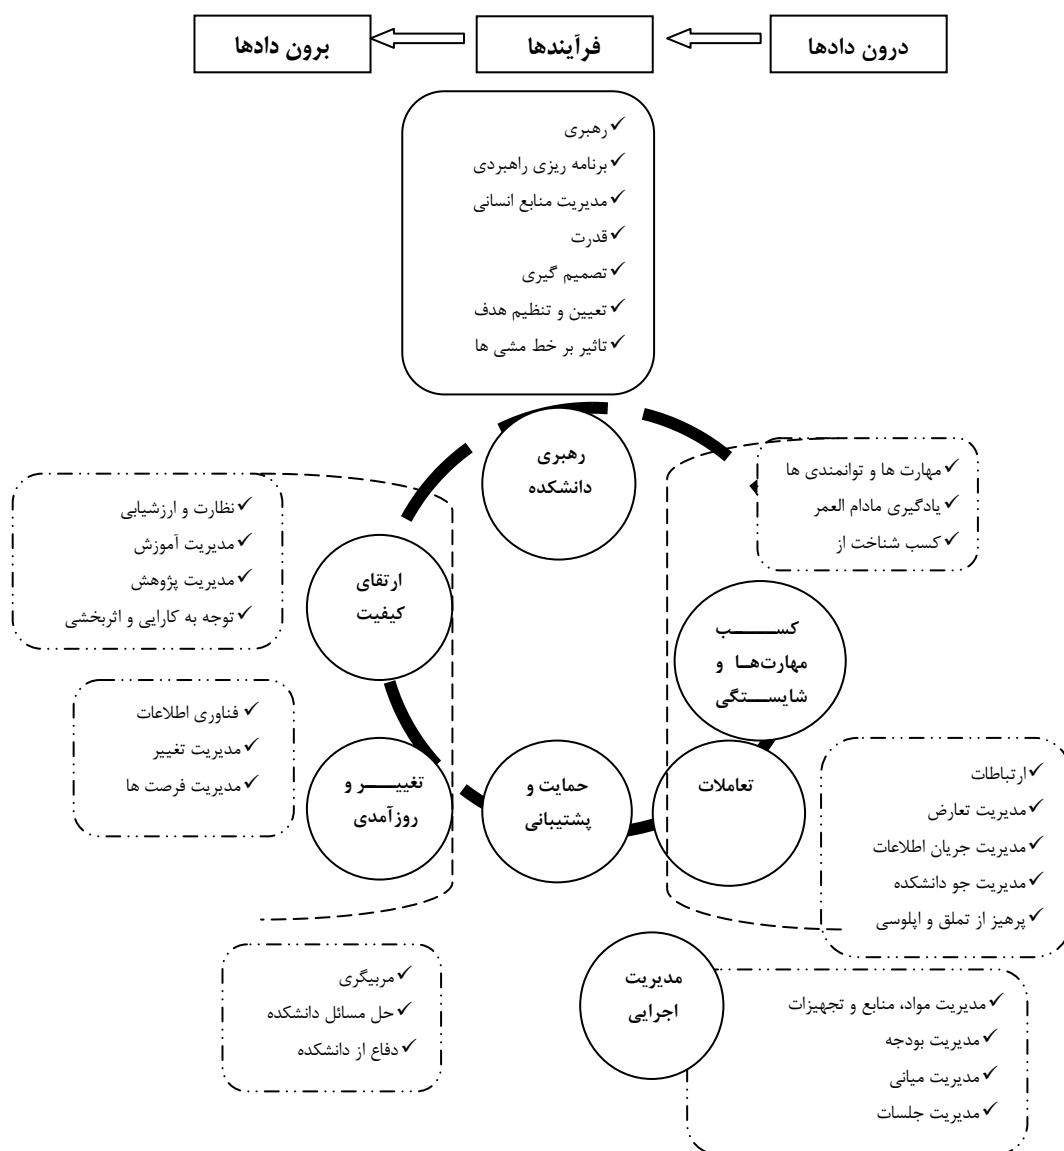 درون دادها
فرآیندها
برون دادها
رهبری
برنامه ریزی راهبردی
مدیریت منابع انسانی
قدرت
تصمیم گیری
تعیین و تنظیم هدف
تاثیر بر خط مشی ها
رهبری
دانشکده
مهارت ها و توانمندی ها
یادگیری مادام العمر
کسب شناخت از
نظارت و ارزشیابی
مدیریت آموزش
مدیریت پژوهش
توجه به کارایی و اثربخشی
ارتقای
کیفیت
کسب
مهارت‌ها و
شایستگی
فناوری اطلاعات
مدیریت تغییر
مدیریت فرصت ها
تغییر و
روزآمدی
حمایت و
پشتیبانی
تعاملات
ارتباطات
مدیریت تعارض
مدیریت جریان اطلاعات
مدیریت جو دانشکده
پرهیز از تملق و اپلوسی
مربیگری
حل مسائل دانشکده
دفاع از دانشکده
مدیریت
اجرایی
مدیریت مواد، منابع و تجهیزات
مدیریت بودجه
مدیریت میانی
مدیریت جلسات